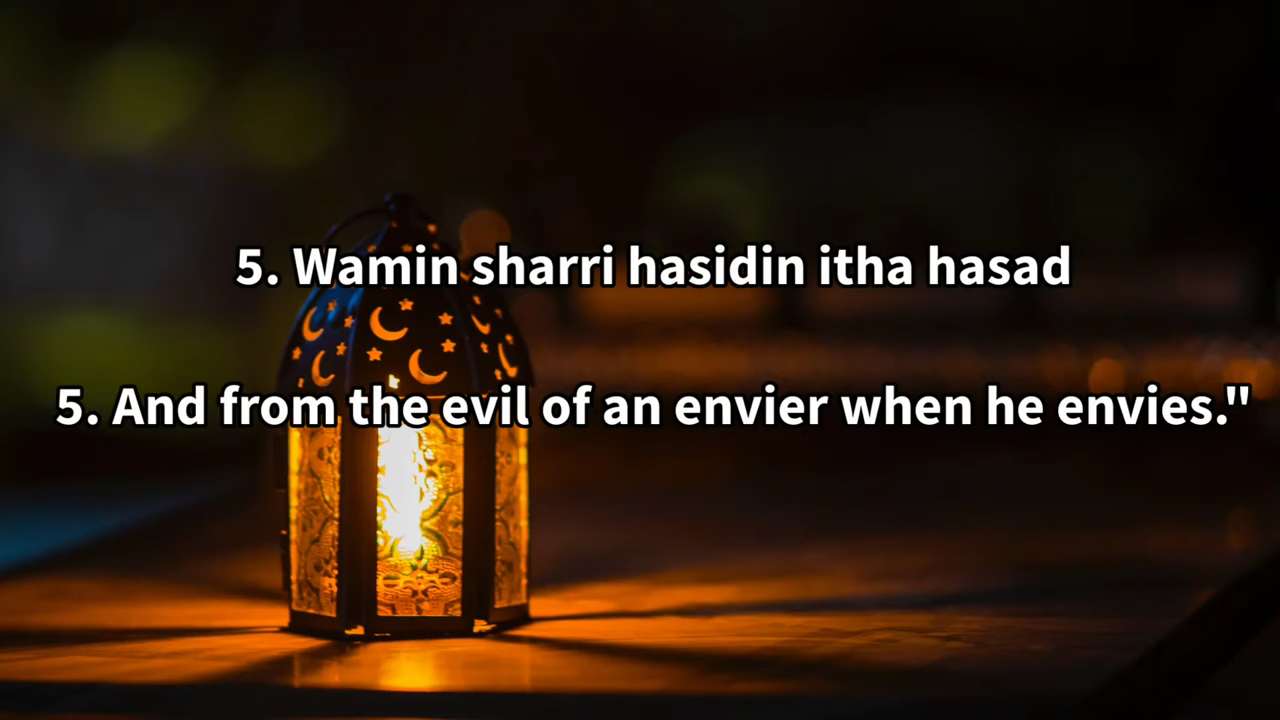 5. Wamin sharri hasidin itha hasad
5. And from the evil of an envier when he envies."